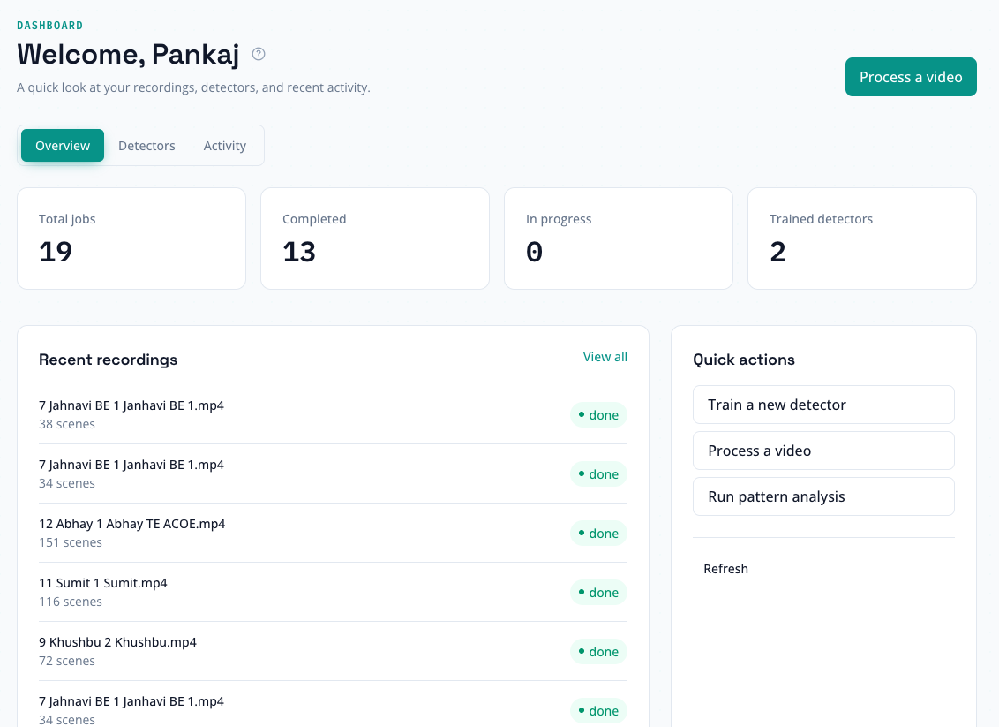 DASHBOARD
Welcome, Pankaj
A quick look at your recordings, detectors, and recent activity.
Process a video
Overview
Detectors
Activity
Total jobs
19
Completed
13
In progress
0
Trained detectors
2
Recent recordings
View all
7 Jahnavi BE 1 Janhavi BE 1.mp4
38 scenes
done
7 Jahnavi BE 1 Janhavi BE 1.mp4
34 scenes
done
12 Abhay 1 Abhay TE ACOE.mp4
151 scenes
done
11 Sumit 1 Sumit.mp4
116 scenes
done
9 Khushbu 2 Khushbu.mp4
72 scenes
done
7 Jahnavi BE 1 Janhavi BE 1.mp4
34 scenes
done
Quick actions
Train a new detector
Process a video
Run pattern analysis
Refresh